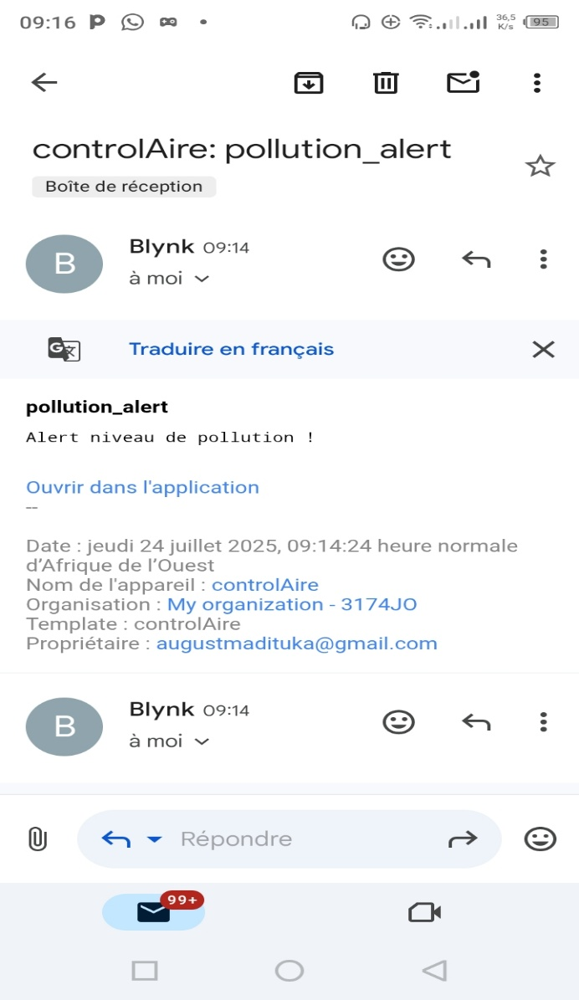 09:16
36,5
K/s
95
controlAire: pollution_alert
Boîte de réception
B
Blynk 09:14
à moi
Traduire en français
pollution_alert
Alert niveau de pollution !
Ouvrir dans l'application
--
Date : jeudi 24 juillet 2025, 09:14:24 heure normale
d’Afrique de l’Ouest
Nom de l'appareil : controlAire
Organisation : My organization - 3174JO
Template : controlAire
Propriétaire : augustmadituka@gmail.com
B
Blynk 09:14
à moi
Répondre
99+